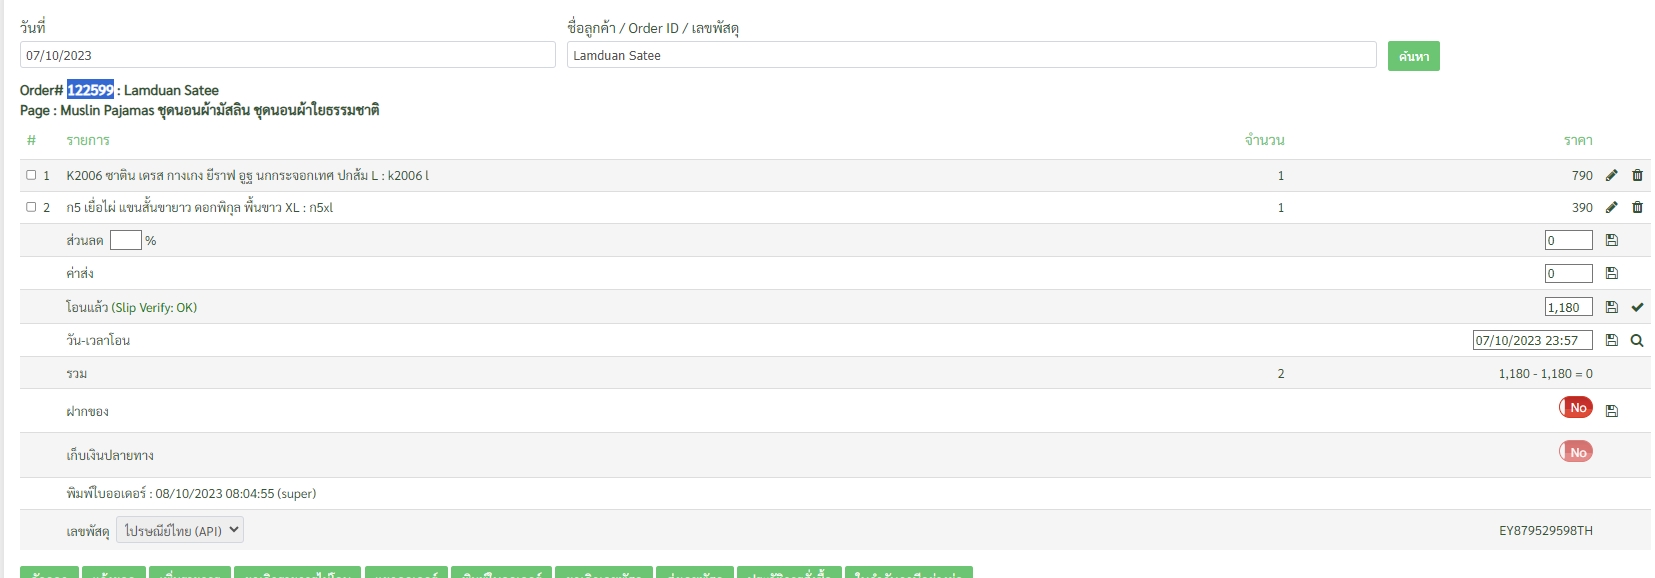 วันที่ ชื่อลูกค้า / Order ID / เลขพัสดุ
07/10/2023 Lamduan Satee ค้นหา
Order# 122599 : Lamduan Satee
Page : Muslin Pajamas ชุดนอนผ้ามัสลิน ชุดนอนผ้าใยธรรมชาติ
# รายการ จำนวน ราคา
1 K2006 ซาติน เดรส กางเกง ยีราฟ อูฐ นกกระจอกเทศ ปกส้ม L : k2006 l 1 790
2 ก5 เยื่อไผ่ แขนสั้นขายาว ดอกพิกุล พื้นขาว XL : ก5xl 1 390
ส่วนลด % 0
ค่าส่ง 0
โอนแล้ว (Slip Verify: OK) 1,180
วัน-เวลาโอน 07/10/2023 23:57
รวม 2 1,180 - 1,180 = 0
ฝากของ No
เก็บเงินปลายทาง No
พิมพ์ใบออเดอร์ : 08/10/2023 08:04:55 (super)
เลขพัสดุ ไปรษณีย์ไทย (API) EY879529598TH